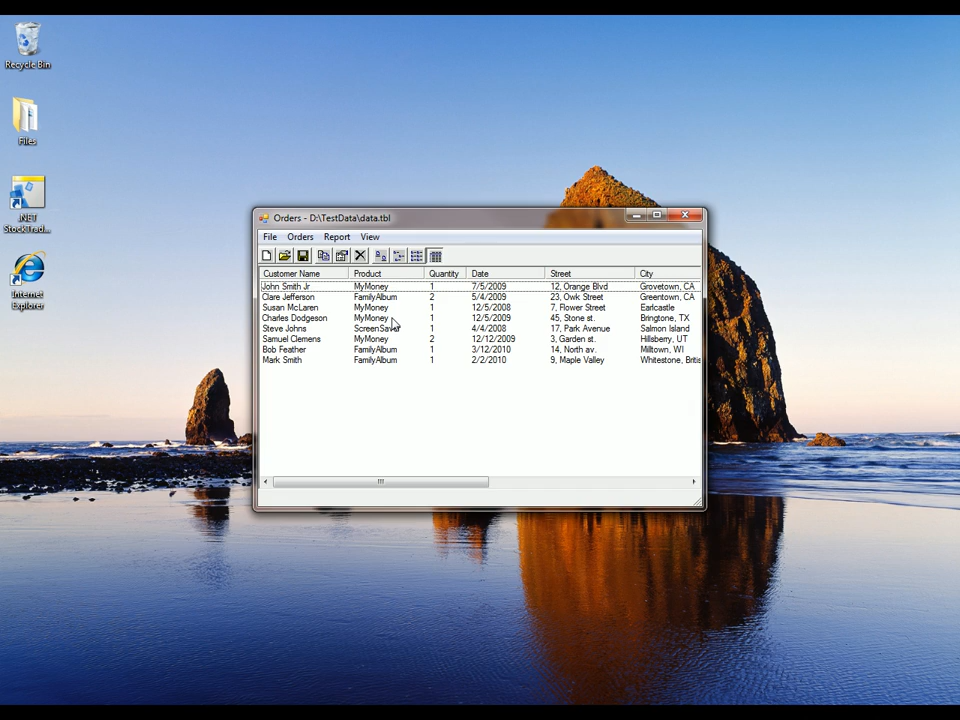 Recycle Bin
Files
.NET
StockTrad...
Internet
Explorer
Orders - D:\TestData\data.tbl
File Orders Report View
Customer Name Product Quantity Date Street City
John Smith Jr MyMoney 1 7/5/2009 12, Orange Blvd Grovetown, CA
Clare Jefferson FamilyAlbum 2 5/4/2009 23, Owk Street Greentown, CA
Susan McLaren MyMoney 1 12/5/2008 7, Flower Street Earlcastle
Charles Dodgeson MyMoney 1 12/5/2009 45, Stone st. Bringtone, TX
Steve Johns ScreenSaver 1 4/4/2008 17, Park Avenue Salmon Island
Samuel Clemens MyMoney 2 12/12/2009 3, Garden st. Hillsberry, UT
Bob Feather FamilyAlbum 1 3/12/2010 14, North av. Milltown, WI
Mark Smith FamilyAlbum 1 2/2/2010 9, Maple Valley Whitestone, Britis